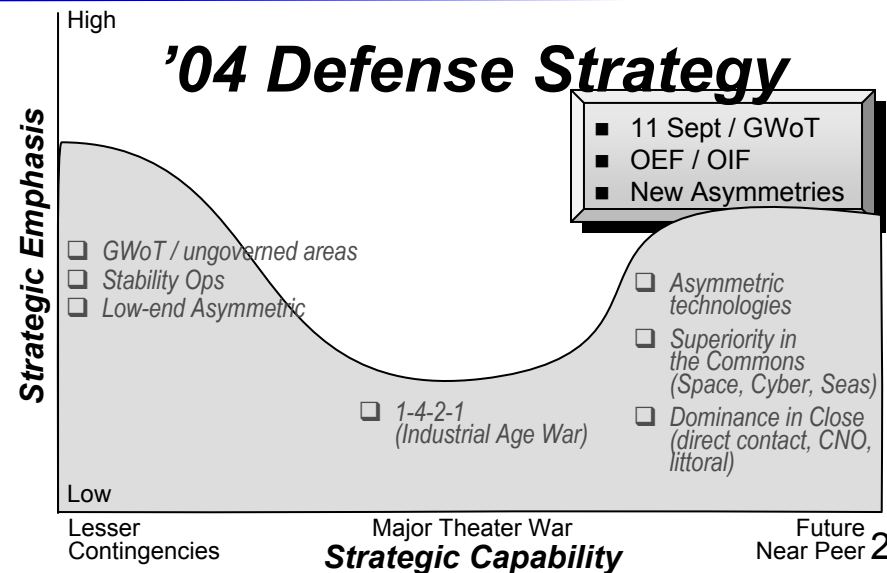 High
'04 Defense Strategy
■ 11 Sept / GWoT
■ OEF / OIF
■ New Asymmetries
Strategic Emphasis
❑ GWoT / ungoverned areas
❑ Stability Ops
❑ Low-end Asymmetric
❑ 1-4-2-1
(Industrial Age War)
❑ Asymmetric
technologies
❑ Superiority in
the Commons
(Space, Cyber, Seas)
❑ Dominance in Close
(direct contact, CNO,
littoral)
Low
Lesser
Contingencies
Major Theater War
Future
Near Peer
Strategic Capability
2